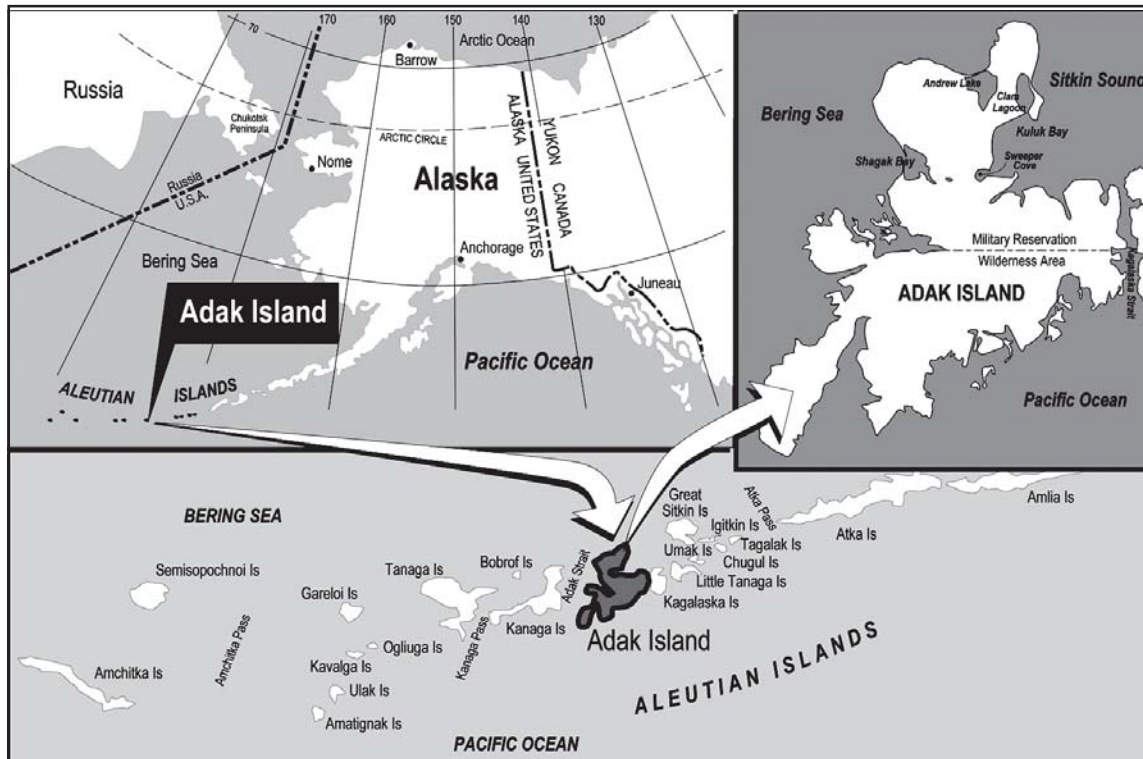 170
160
150
140
130
70
Arctic Ocean
Barrow
Russia
Chukotsk
Peninsula
ARCTIC CIRCLE
Nome
Alaska
YUKON CANADA
ALASKA UNITED STATES
Russia
U.S.A.
Anchorage
Bering Sea
Juneau
Adak Island
Pacific Ocean
ALEUTIAN ISLANDS
Andrew Lake
Sitkin Sound
Clam
Lagoon
Bering Sea
Kuluk Bay
Shagak Bay
Sweeper
Cove
Military Reservation
Wilderness Area
Kagalaska Strait
ADAK ISLAND
Pacific Ocean
BERING SEA
Great
Sitkin Is
Atka Pass
Amlia Is
Igitkin Is
Atka Is
Tagalak Is
Umak Is
Chugul Is
Bobrof Is
Adak Strait
Tanaga Is
Semisopochnoi Is
Little Tanaga Is
Gareloi Is
Kagalaska Is
Kanaga Is
Adak Island
Kanaga Pass
Amchitka Pass
Ogliuga Is
Kavalga Is
Amchitka Is
Ulak Is
Amatignak Is
ALEUTIAN ISLANDS
PACIFIC OCEAN